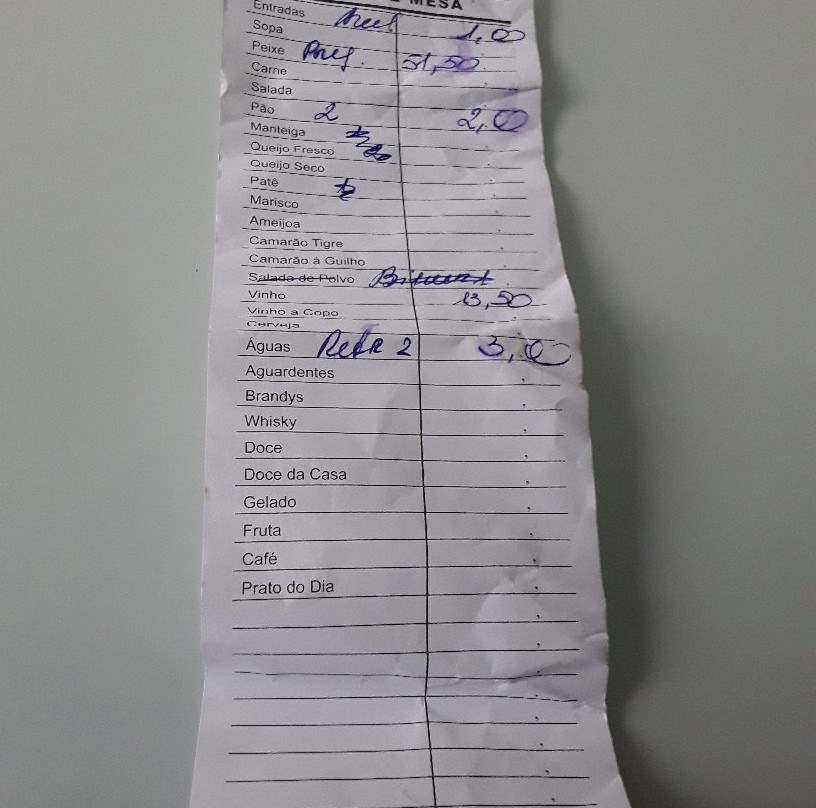 MESA
Entradas 1,00
Sopa
Peixe 51,50
Carne
Salada
Pão 2 2,00
Manteiga
Queijo Fresco
Queijo Seco
Patê
Marisco
Ameijoa
Camarão Tigre
Camarão á Guilho
Salada de Polvo
Vinho 13,50
Vinho a Copo
Cerveja
Águas Refr 2 3,00
Aguardentes
Brandys
Whisky
Doce
Doce da Casa
Gelado
Fruta
Café
Prato do Dia